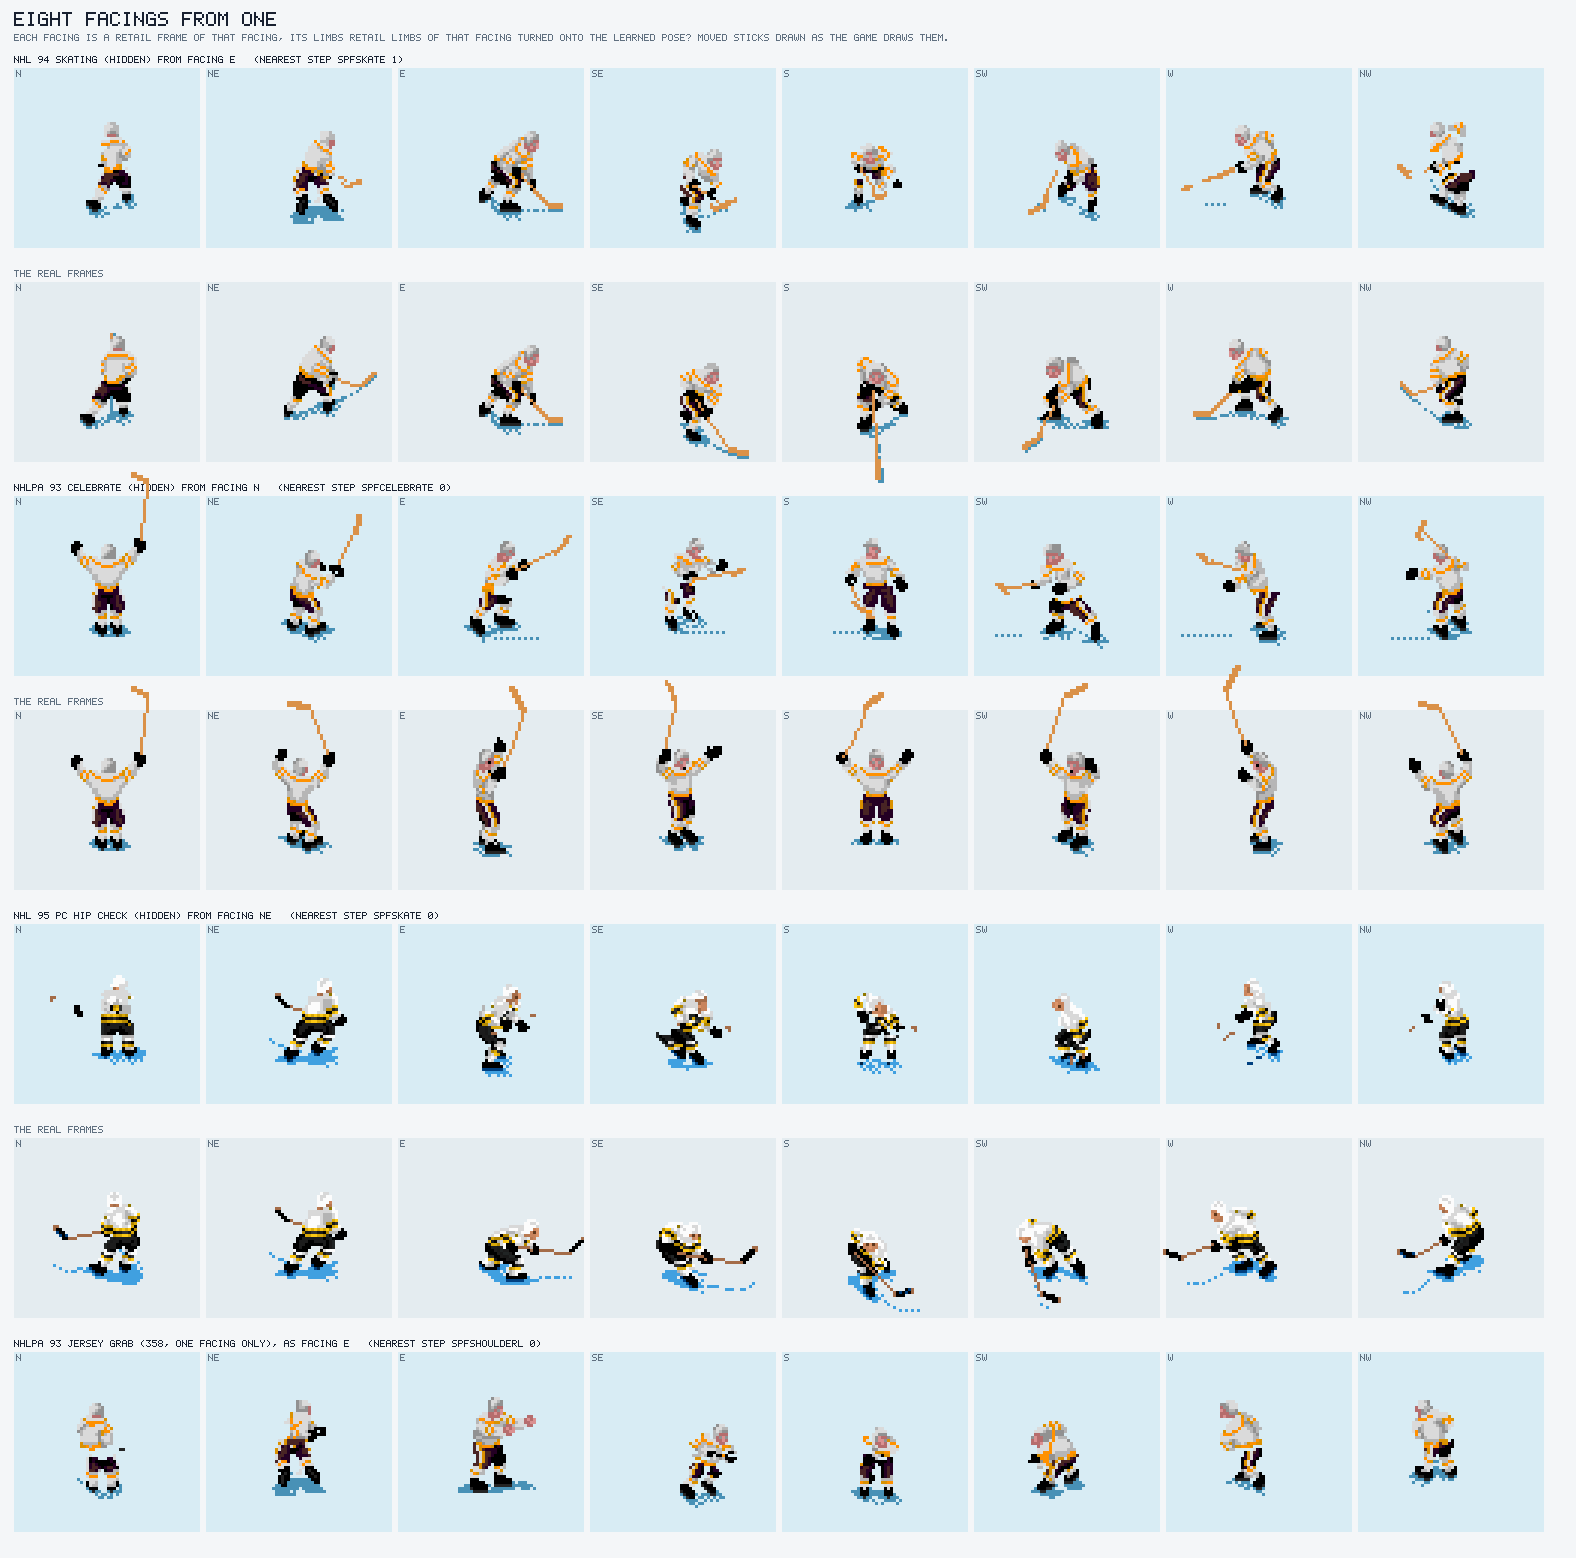 EIGHT FACINGS FROM ONE
EACH FACING IS A RETAIL FRAME OF THAT FACING, ITS LIMBS RETAIL LIMBS OF THAT FACING TURNED ONTO THE LEARNED POSE? MOVED STICKS DRAWN AS THE GAME DRAWS THEM.
NHL 94 SKATING (HIDDEN) FROM FACING E (NEAREST STEP SPFSKATE 1)
N NE E SE S SW W NW
THE REAL FRAMES
N NE E SE S SW W NW
NHLPA 93 CELEBRATE (HIDDEN) FROM FACING N (NEAREST STEP SPFCELEBRATE 0)
N NE E SE S SW W NW
THE REAL FRAMES
N NE E SE S SW W NW
NHL 95 PC HIP CHECK (HIDDEN) FROM FACING NE (NEAREST STEP SPFSKATE 0)
N NE E SE S SW W NW
THE REAL FRAMES
N NE E SE S SW W NW
NHLPA 93 JERSEY GRAB (358, ONE FACING ONLY), AS FACING E (NEAREST STEP SPFSHOULDERL 0)
N NE E SE S SW W NW